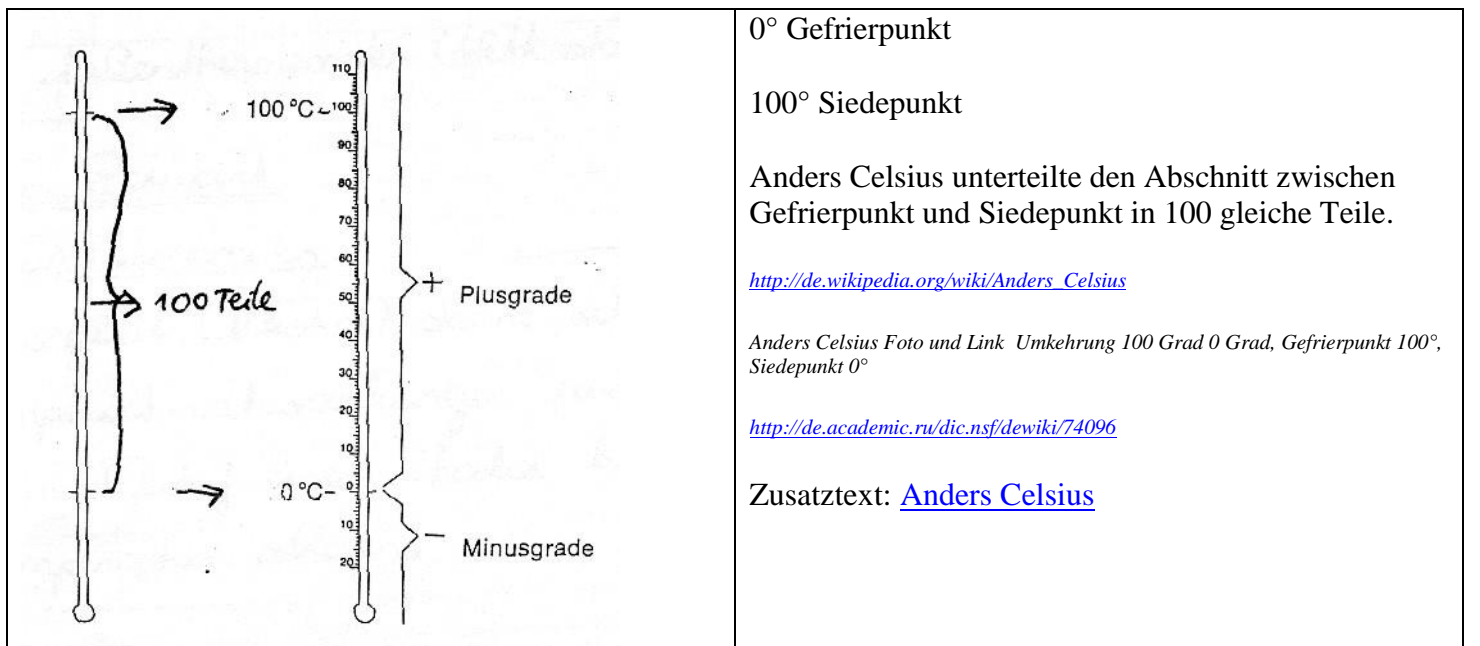 110
100 °C
100
90
80
70
60
+ Plusgrade
50
100 Teile
40
30
20
10
0 °C
0
10
− Minusgrade
20
0° Gefrierpunkt
100° Siedepunkt
Anders Celsius unterteilte den Abschnitt zwischen
Gefrierpunkt und Siedepunkt in 100 gleiche Teile.
http://de.wikipedia.org/wiki/Anders_Celsius
Anders Celsius Foto und Link Umkehrung 100 Grad 0 Grad, Gefrierpunkt 100°,
Siedepunkt 0°
http://de.academic.ru/dic.nsf/dewiki/74096
Zusatztext: Anders Celsius